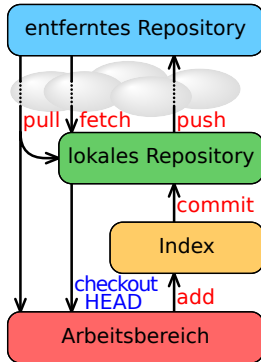 entferntes Repository
pull fetch push
lokales Repository
commit
Index
checkout
HEAD
add
Arbeitsbereich